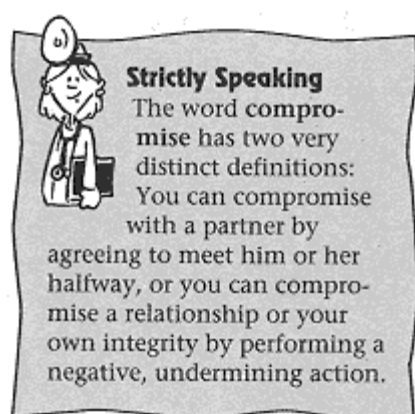 Strictly Speaking
The word compro-
mise has two very
distinct definitions:
You can compromise
with a partner by
agreeing to meet him or her
halfway, or you can compro-
mise a relationship or your
own integrity by performing a
negative, undermining action.